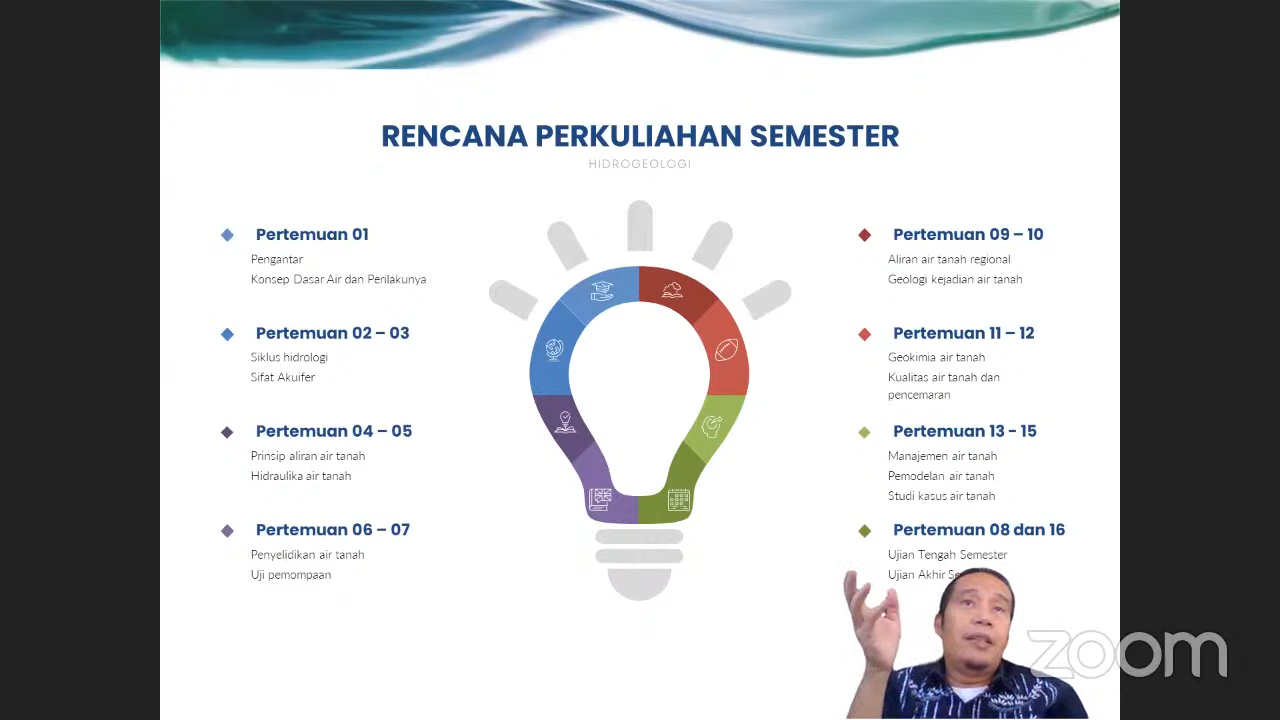 RENCANA PERKULIAHAN SEMESTER
HIDROGEOLOGI
Pertemuan 01
Pengantar
Konsep Dasar Air dan Perilakunya
Pertemuan 02 – 03
Siklus hidrologi
Sifat Akuifer
Pertemuan 04 – 05
Prinsip aliran air tanah
Hidraulika air tanah
Pertemuan 06 – 07
Penyelidikan air tanah
Uji pemompaan
Pertemuan 09 – 10
Aliran air tanah regional
Geologi kejadian air tanah
Pertemuan 11 – 12
Geokimia air tanah
Kualitas air tanah dan
pencemaran
Pertemuan 13 - 15
Manajemen air tanah
Pemodelan air tanah
Studi kasus air tanah
Pertemuan 08 dan 16
Ujian Tengah Semester
Ujian Akhir
zoom